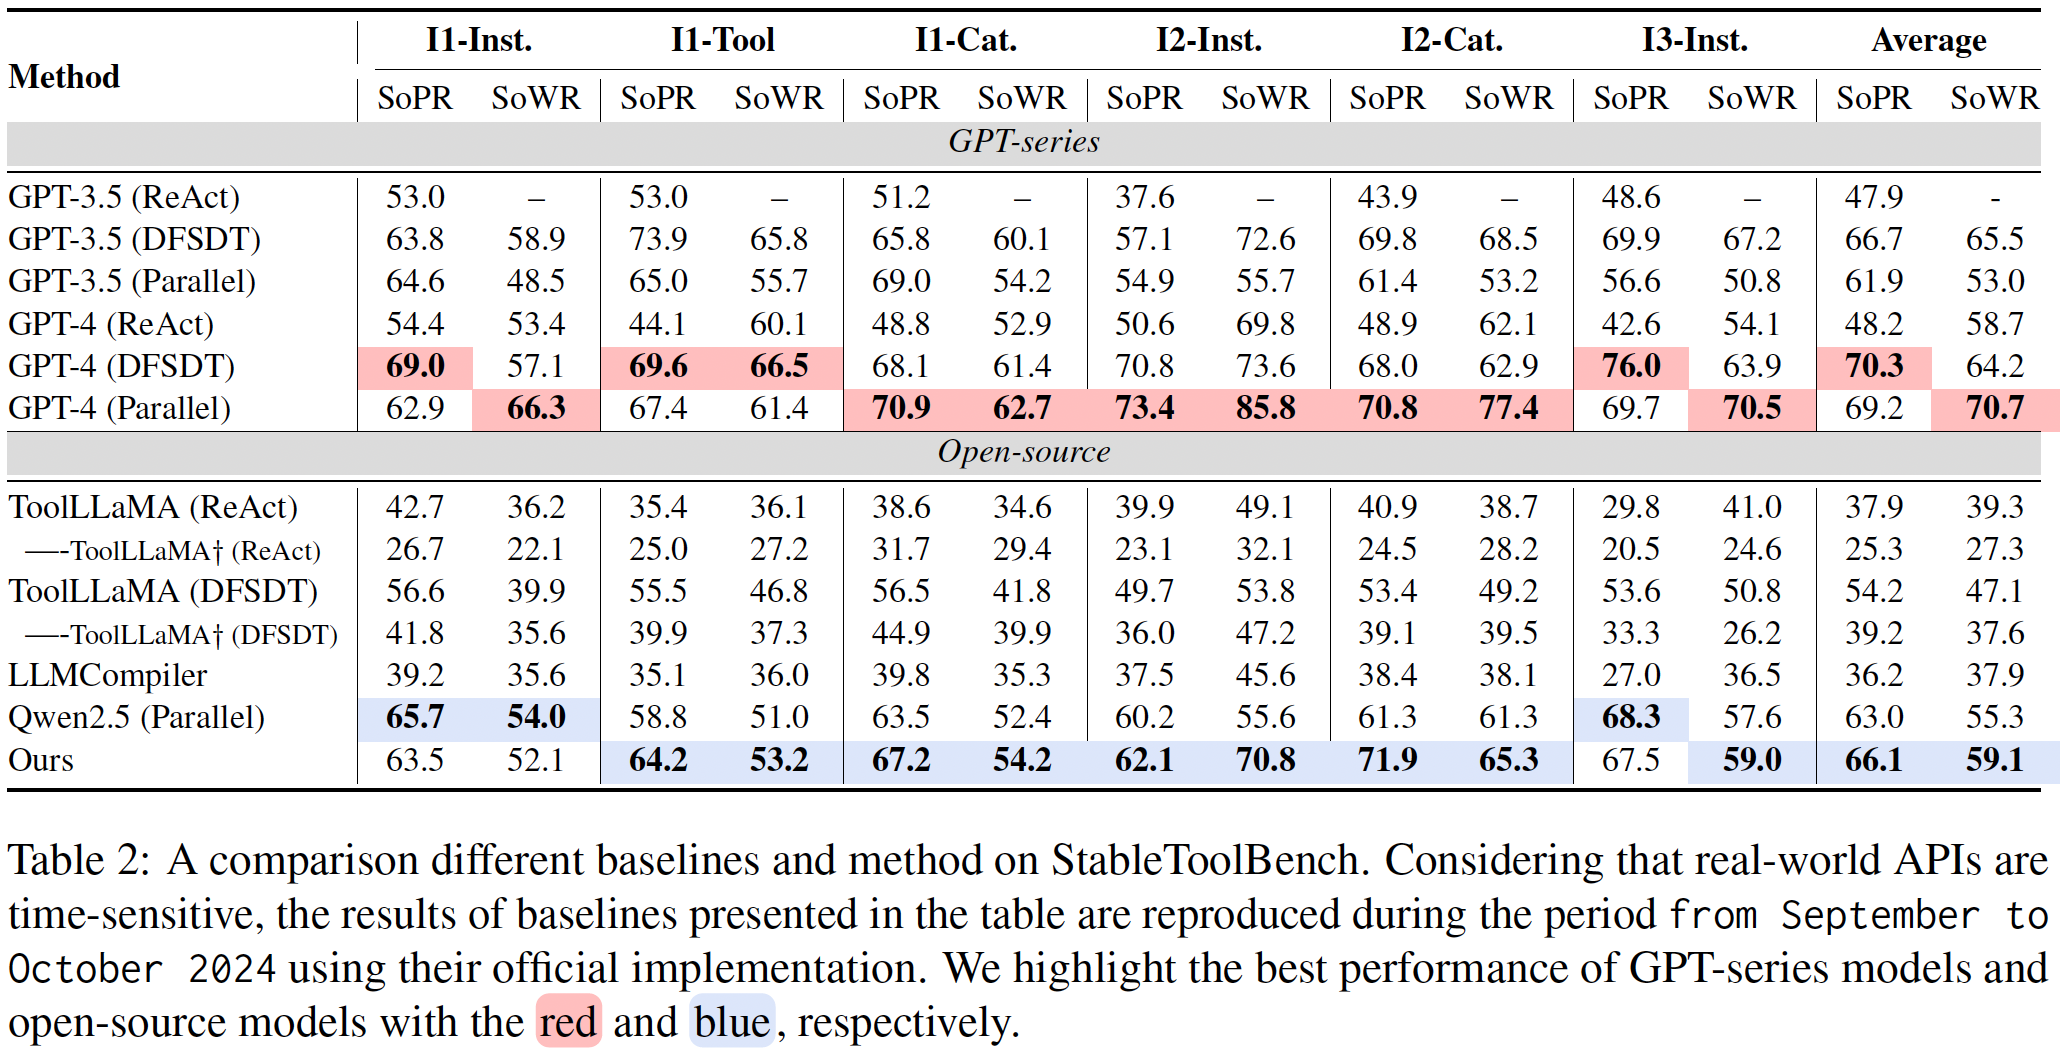 Method I1-Inst. I1-Tool I1-Cat. I2-Inst. I2-Cat. I3-Inst. Average
SoPR SoWR SoPR SoWR SoPR SoWR SoPR SoWR SoPR SoWR SoPR SoWR SoPR SoWR
GPT-series
GPT-3.5 (ReAct) 53.0 – 53.0 – 51.2 – 37.6 – 43.9 – 48.6 – 47.9 -
GPT-3.5 (DFSDT) 63.8 58.9 73.9 65.8 65.8 60.1 57.1 72.6 69.8 68.5 69.9 67.2 66.7 65.5
GPT-3.5 (Parallel) 64.6 48.5 65.0 55.7 69.0 54.2 54.9 55.7 61.4 53.2 56.6 50.8 61.9 53.0
GPT-4 (ReAct) 54.4 53.4 44.1 60.1 48.8 52.9 50.6 69.8 48.9 62.1 42.6 54.1 48.2 58.7
GPT-4 (DFSDT) 69.0 57.1 69.6 66.5 68.1 61.4 70.8 73.6 68.0 62.9 76.0 63.9 70.3 64.2
GPT-4 (Parallel) 62.9 66.3 67.4 61.4 70.9 62.7 73.4 85.8 70.8 77.4 69.7 70.5 69.2 70.7
Open-source
ToolLLaMA (ReAct) 42.7 36.2 35.4 36.1 38.6 34.6 39.9 49.1 40.9 38.7 29.8 41.0 37.9 39.3
—-ToolLLaMA† (ReAct) 26.7 22.1 25.0 27.2 31.7 29.4 23.1 32.1 24.5 28.2 20.5 24.6 25.3 27.3
ToolLLaMA (DFSDT) 56.6 39.9 55.5 46.8 56.5 41.8 49.7 53.8 53.4 49.2 53.6 50.8 54.2 47.1
—-ToolLLaMA† (DFSDT) 41.8 35.6 39.9 37.3 44.9 39.9 36.0 47.2 39.1 39.5 33.3 26.2 39.2 37.6
LLMCompiler 39.2 35.6 35.1 36.0 39.8 35.3 37.5 45.6 38.4 38.1 27.0 36.5 36.2 37.9
Qwen2.5 (Parallel) 65.7 54.0 58.8 51.0 63.5 52.4 60.2 55.6 61.3 61.3 68.3 57.6 63.0 55.3
Ours 63.5 52.1 64.2 53.2 67.2 54.2 62.1 70.8 71.9 65.3 67.5 59.0 66.1 59.1
Table 2: A comparison different baselines and method on StableToolBench. Considering that real-world APIs are
time-sensitive, the results of baselines presented in the table are reproduced during the period from September to
October 2024 using their official implementation. We highlight the best performance of GPT-series models and
open-source models with the red and blue, respectively.